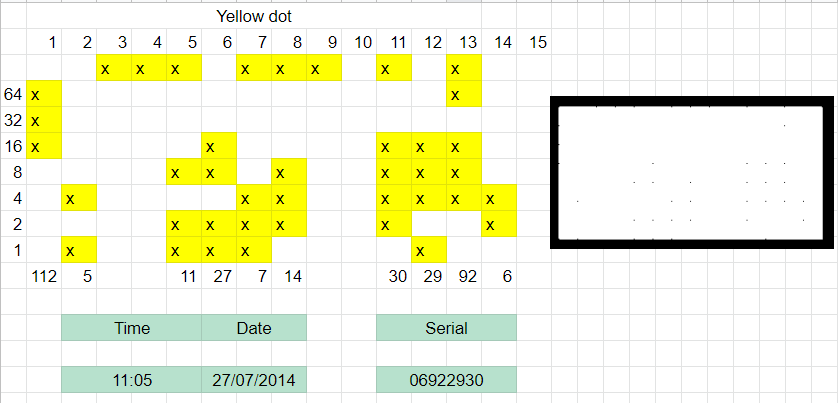 Yellow dot
1 2 3 4 5 6 7 8 9 10 11 12 13 14 15
x x x x x x x x
64 x x
32 x
16 x x x x x
8 x x x x x x
4 x x x x x x x
2 x x x x x x
1 x x x x x
112 5 11 27 7 14 30 29 92 6
Time Date Serial
11:05 27/07/2014 06922930